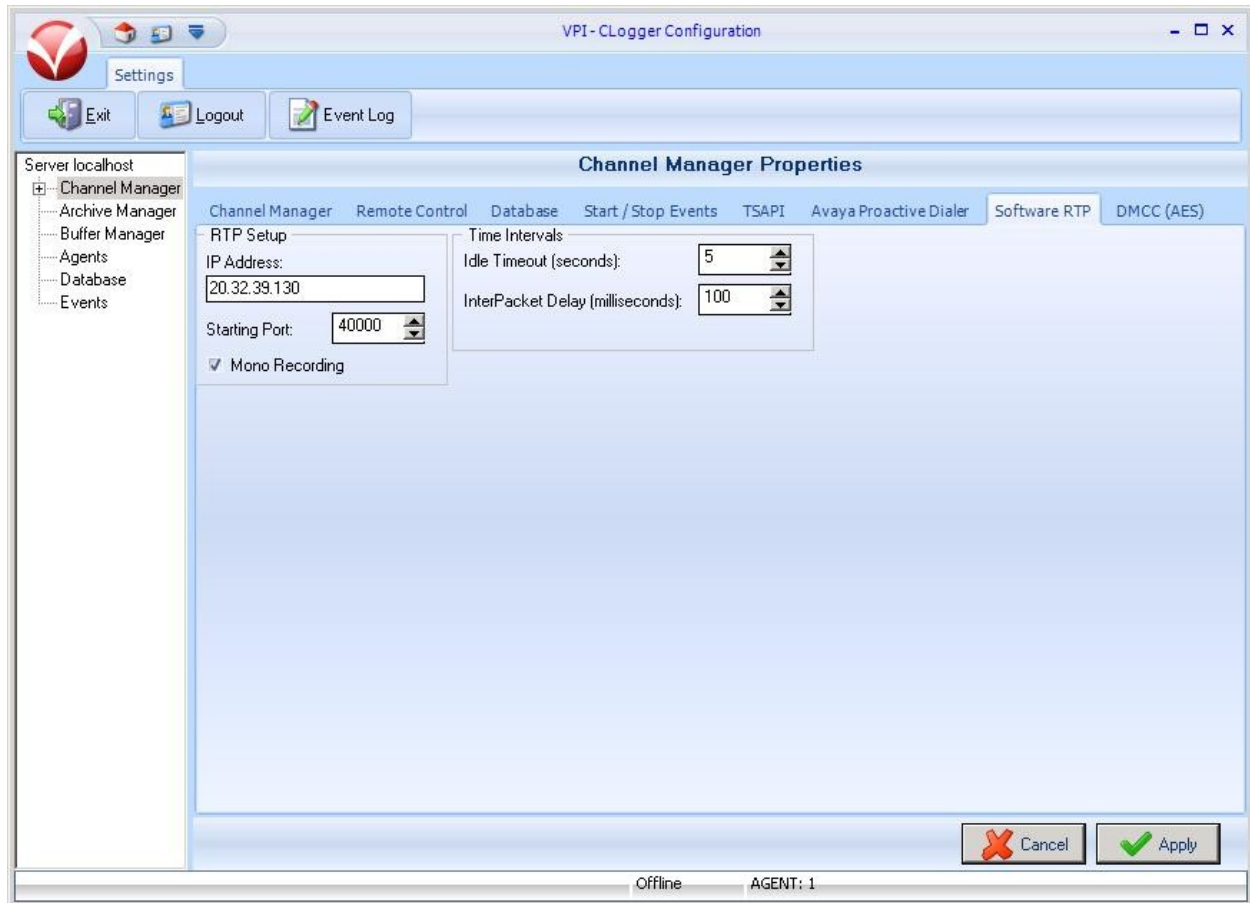 VPI - CLogger Configuration
Settings
Exit
Logout
Event Log
Server localhost
Channel Manager
Archive Manager
Buffer Manager
Agents
Database
Events
Channel Manager Properties
Channel Manager Remote Control Database Start / Stop Events TSAPI Avaya Proactive Dialer Software RTP DMCC (AES)
RTP Setup
IP Address:
20.32.39.130
Starting Port: 40000
Mono Recording
Time Intervals
Idle Timeout (seconds): 5
InterPacket Delay (milliseconds): 100
Cancel
Apply
Offline AGENT: 1